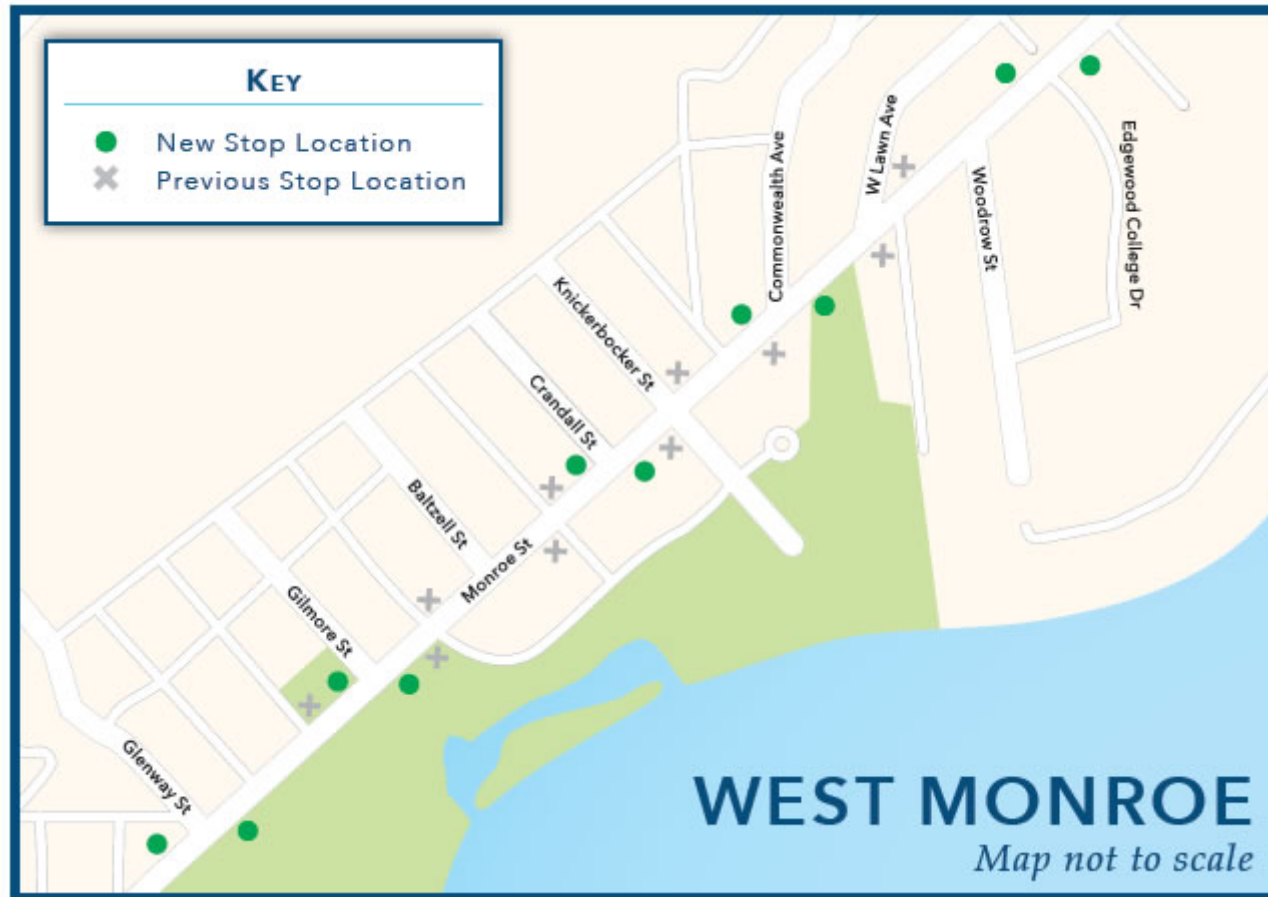 KEY
New Stop Location
Previous Stop Location
Commonwealth Ave
W Lawn Ave
Woodrow St
Edgewood College Dr
Knickerbocker St
Crandall St
Baltzell St
Monroe St
Gilmore St
Glenway St
WEST MONROE
Map not to scale